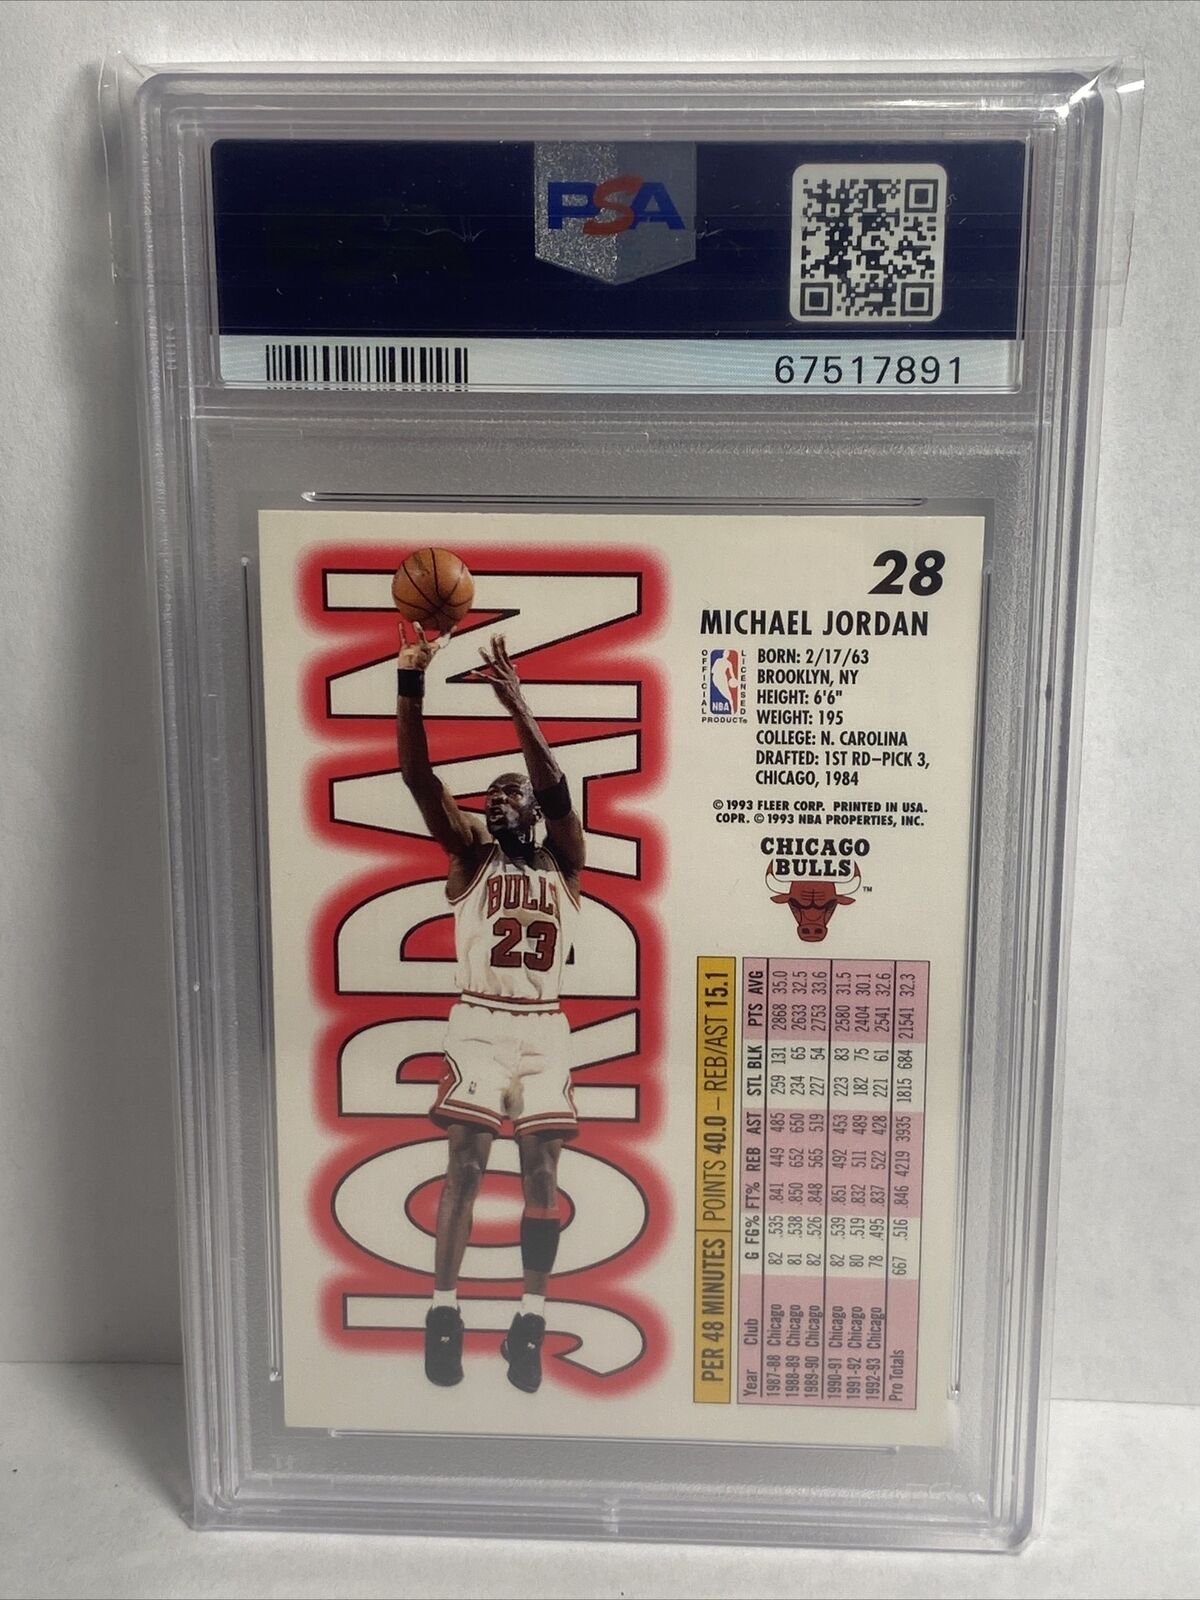 PSA
67517891
28
MICHAEL JORDAN
OFFICIAL LICENSED
NBA
PRODUCT®
BORN: 2/17/63
BROOKLYN, NY
HEIGHT: 6'6"
WEIGHT: 195
COLLEGE: N. CAROLINA
DRAFTED: 1ST RD–PICK 3,
CHICAGO, 1984
© 1993 FLEER CORP. PRINTED IN USA.
COPR. © 1993 NBA PROPERTIES, INC.
CHICAGO
BULLS
™
JORDAN
BULLS
23
PER 48 MINUTES | POINTS 40.0 – REB/AST 15.1
Year Club G FG% FT% REB AST STL BLK PTS AVG
1987-88 Chicago 82 .535 .841 449 485 259 131 2868 35.0
1988-89 Chicago 81 .538 .850 652 650 234 65 2633 32.5
1989-90 Chicago 82 .526 .848 565 519 227 54 2753 33.6
1990-91 Chicago 82 .539 .851 492 453 223 83 2580 31.5
1991-92 Chicago 80 .519 .832 511 489 182 75 2404 30.1
1992-93 Chicago 78 .495 .837 522 428 221 61 2541 32.6
Pro Totals 667 .516 .846 4219 3935 1815 684 21541 32.3